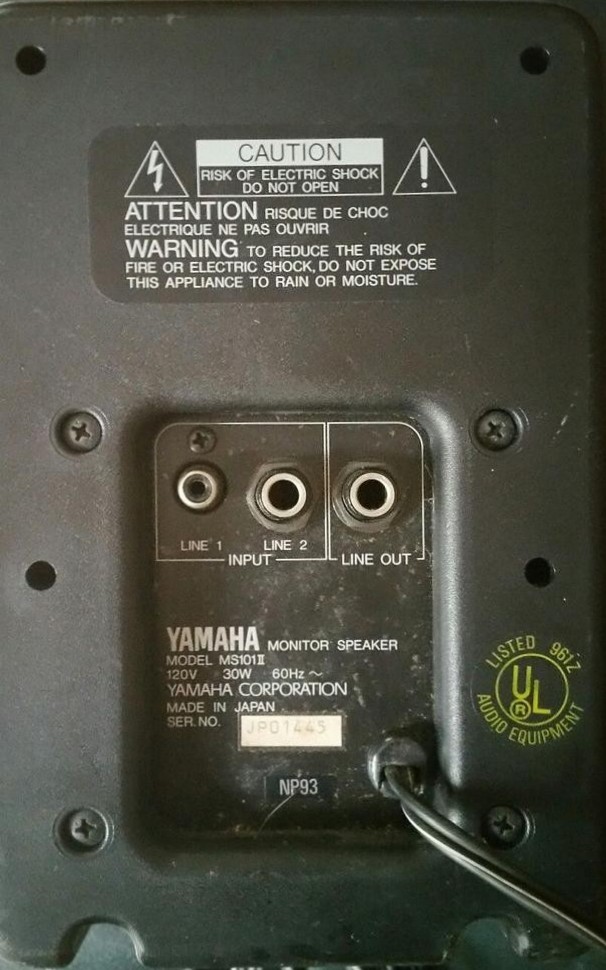 CAUTION
RISK OF ELECTRIC SHOCK
DO NOT OPEN
ATTENTION RISQUE DE CHOC
ELECTRIQUE NE PAS OUVRIR
WARNING TO REDUCE THE RISK OF
FIRE OR ELECTRIC SHOCK, DO NOT EXPOSE
THIS APPLIANCE TO RAIN OR MOISTURE.
LINE 1 LINE 2
INPUT LINE OUT
YAMAHA MONITOR SPEAKER
MODEL MS101II
120V 30W 60Hz ~
YAMAHA CORPORATION
MADE IN JAPAN
SER. NO. JP01445
NP93
LISTED 961Z
UL
®
AUDIO EQUIPMENT